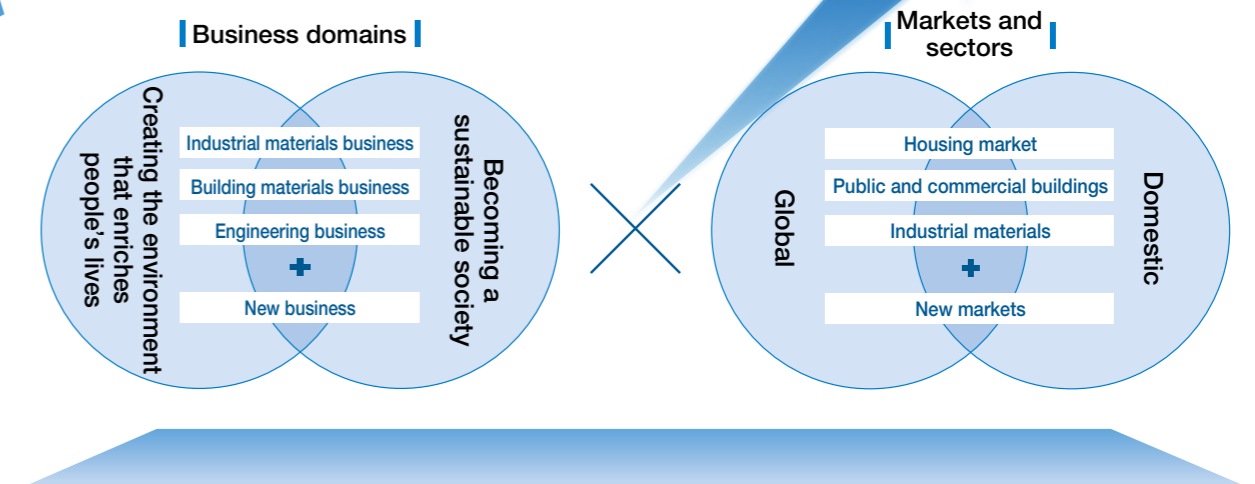 Business domains
Creating the environment
that enriches
people's lives
Industrial materials business
Building materials business
Engineering business
+
New business
Becoming a
sustainable society
Markets and
sectors
Global
Housing market
Public and commercial buildings
Industrial materials
+
New markets
Domestic